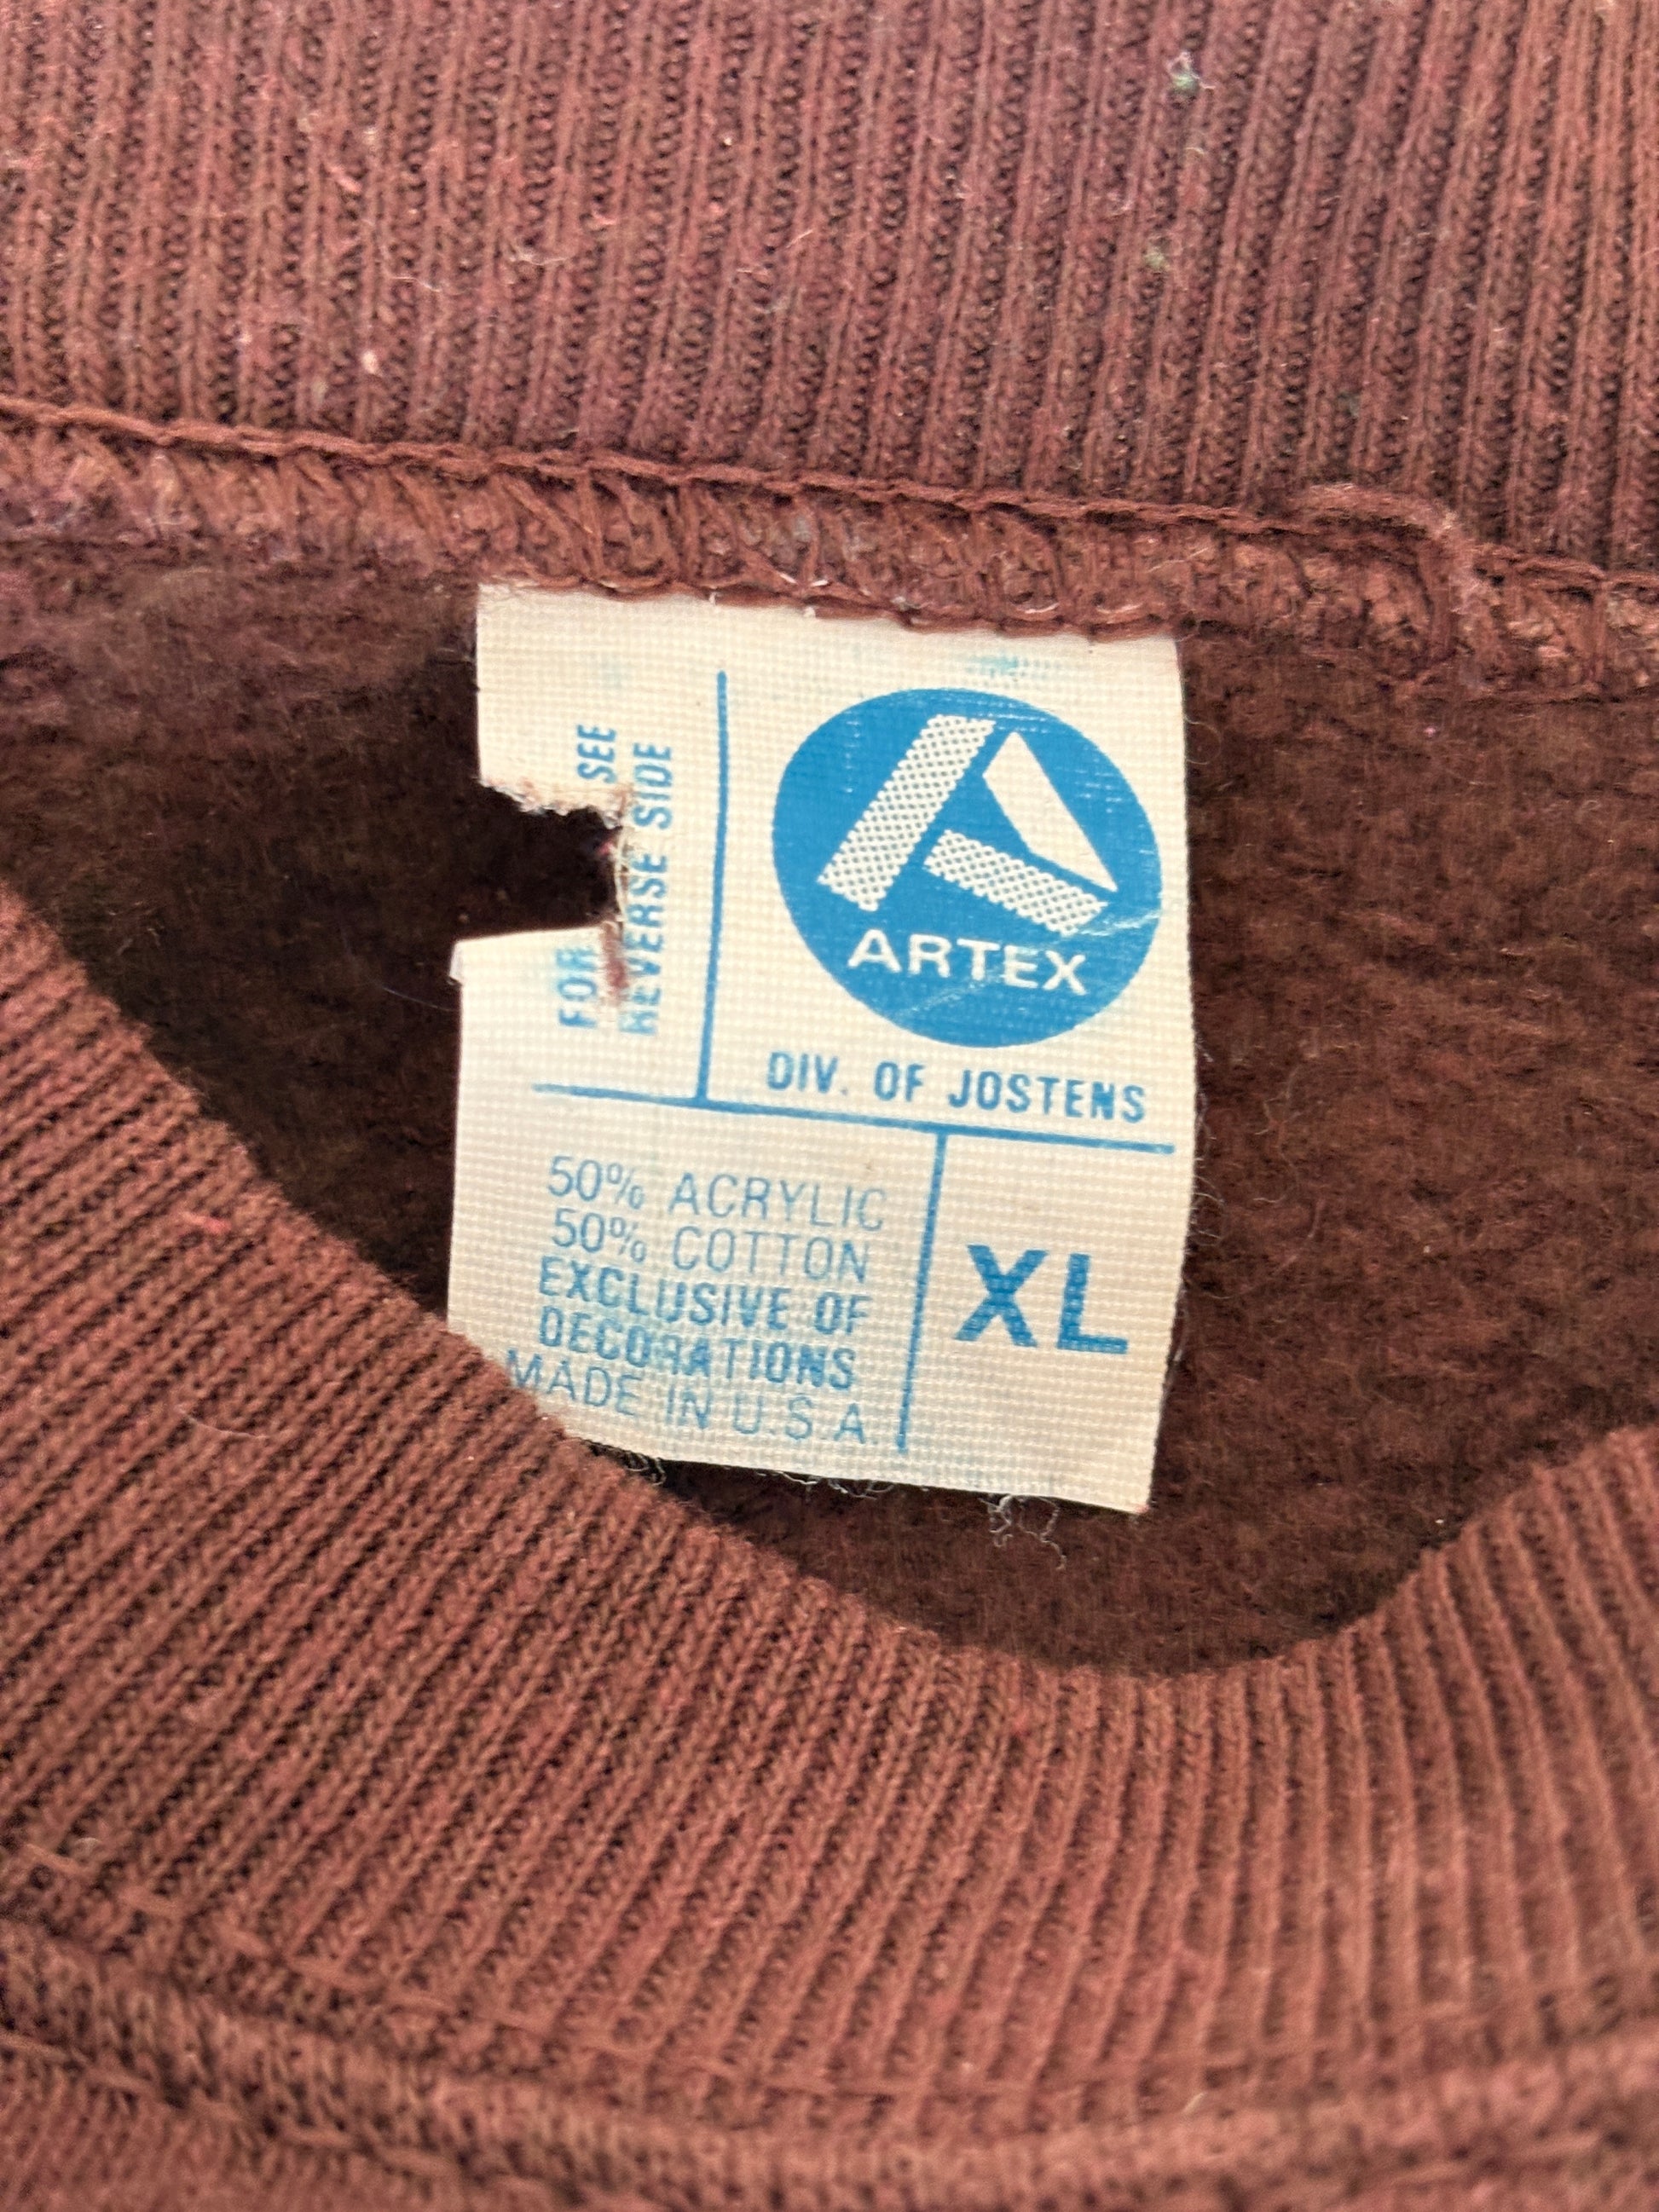 FOR SEE
REVERSE SIDE
ARTEX
DIV. OF JOSTENS
50% ACRYLIC
50% COTTON
EXCLUSIVE OF
DECORATIONS
MADE IN U.S.A.
XL